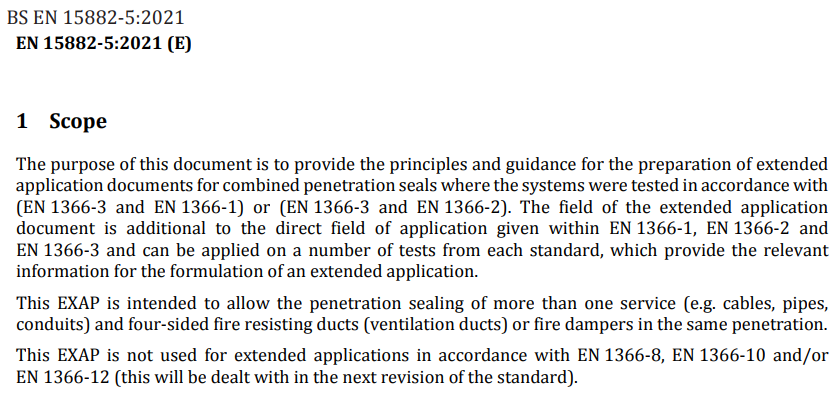 BS EN 15882-5:2021
EN 15882-5:2021 (E)
1 Scope
The purpose of this document is to provide the principles and guidance for the preparation of extended
application documents for combined penetration seals where the systems were tested in accordance with
(EN 1366-3 and EN 1366-1) or (EN 1366-3 and EN 1366-2). The field of the extended application
document is additional to the direct field of application given within EN 1366-1, EN 1366-2 and
EN 1366-3 and can be applied on a number of tests from each standard, which provide the relevant
information for the formulation of an extended application.
This EXAP is intended to allow the penetration sealing of more than one service (e.g. cables, pipes,
conduits) and four-sided fire resisting ducts (ventilation ducts) or fire dampers in the same penetration.
This EXAP is not used for extended applications in accordance with EN 1366-8, EN 1366-10 and/or
EN 1366-12 (this will be dealt with in the next revision of the standard).